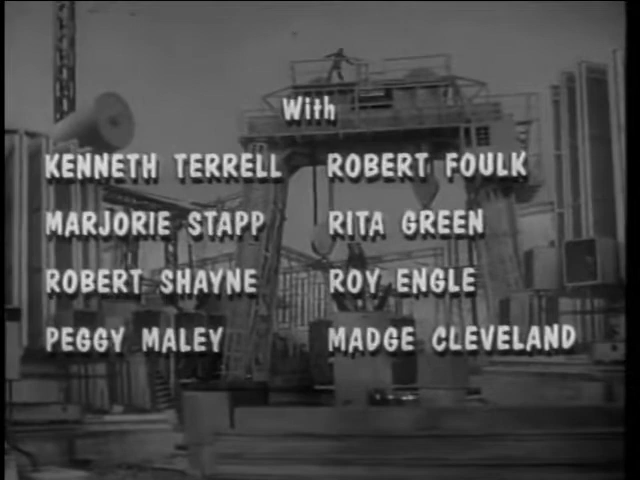 With
KENNETH TERRELL
ROBERT FOULK
MARJORIE STAPP
RITA GREEN
ROBERT SHAYNE
ROY ENGLE
PEGGY MALEY
MADGE CLEVELAND